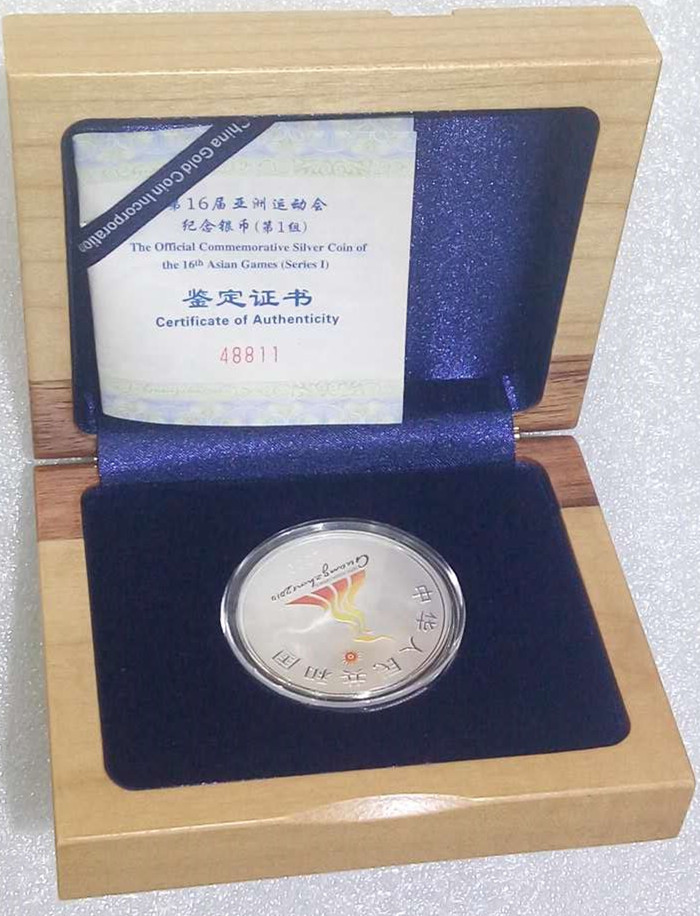 China Gold Coin Incorporation
第16届亚洲运动会
纪念银币(第1组)
The Official Commemorative Silver Coin of
the 16th Asian Games (Series I)
鉴定证书
Certificate of Authenticity
48811
Guangzhou2010
中华人民共和国